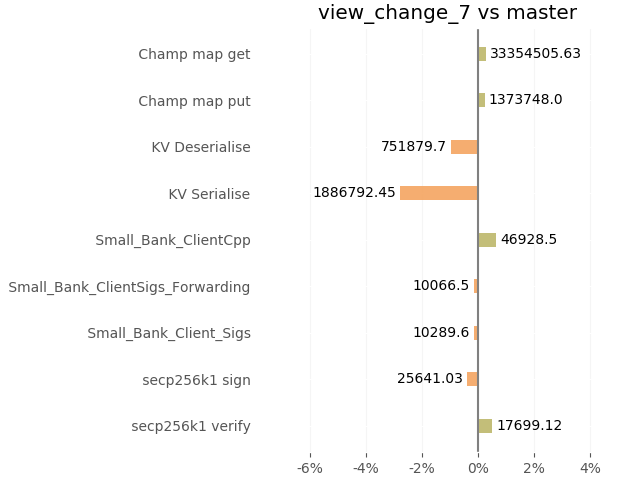 view_change_7 vs master
Champ map get 33354505.63
Champ map put 1373748.0
KV Deserialise 751879.7
KV Serialise 1886792.45
Small_Bank_ClientCpp 46928.5
Small_Bank_ClientSigs_Forwarding 10066.5
Small_Bank_Client_Sigs 10289.6
secp256k1 sign 25641.03
secp256k1 verify 17699.12
-6% -4% -2% 0% 2% 4%